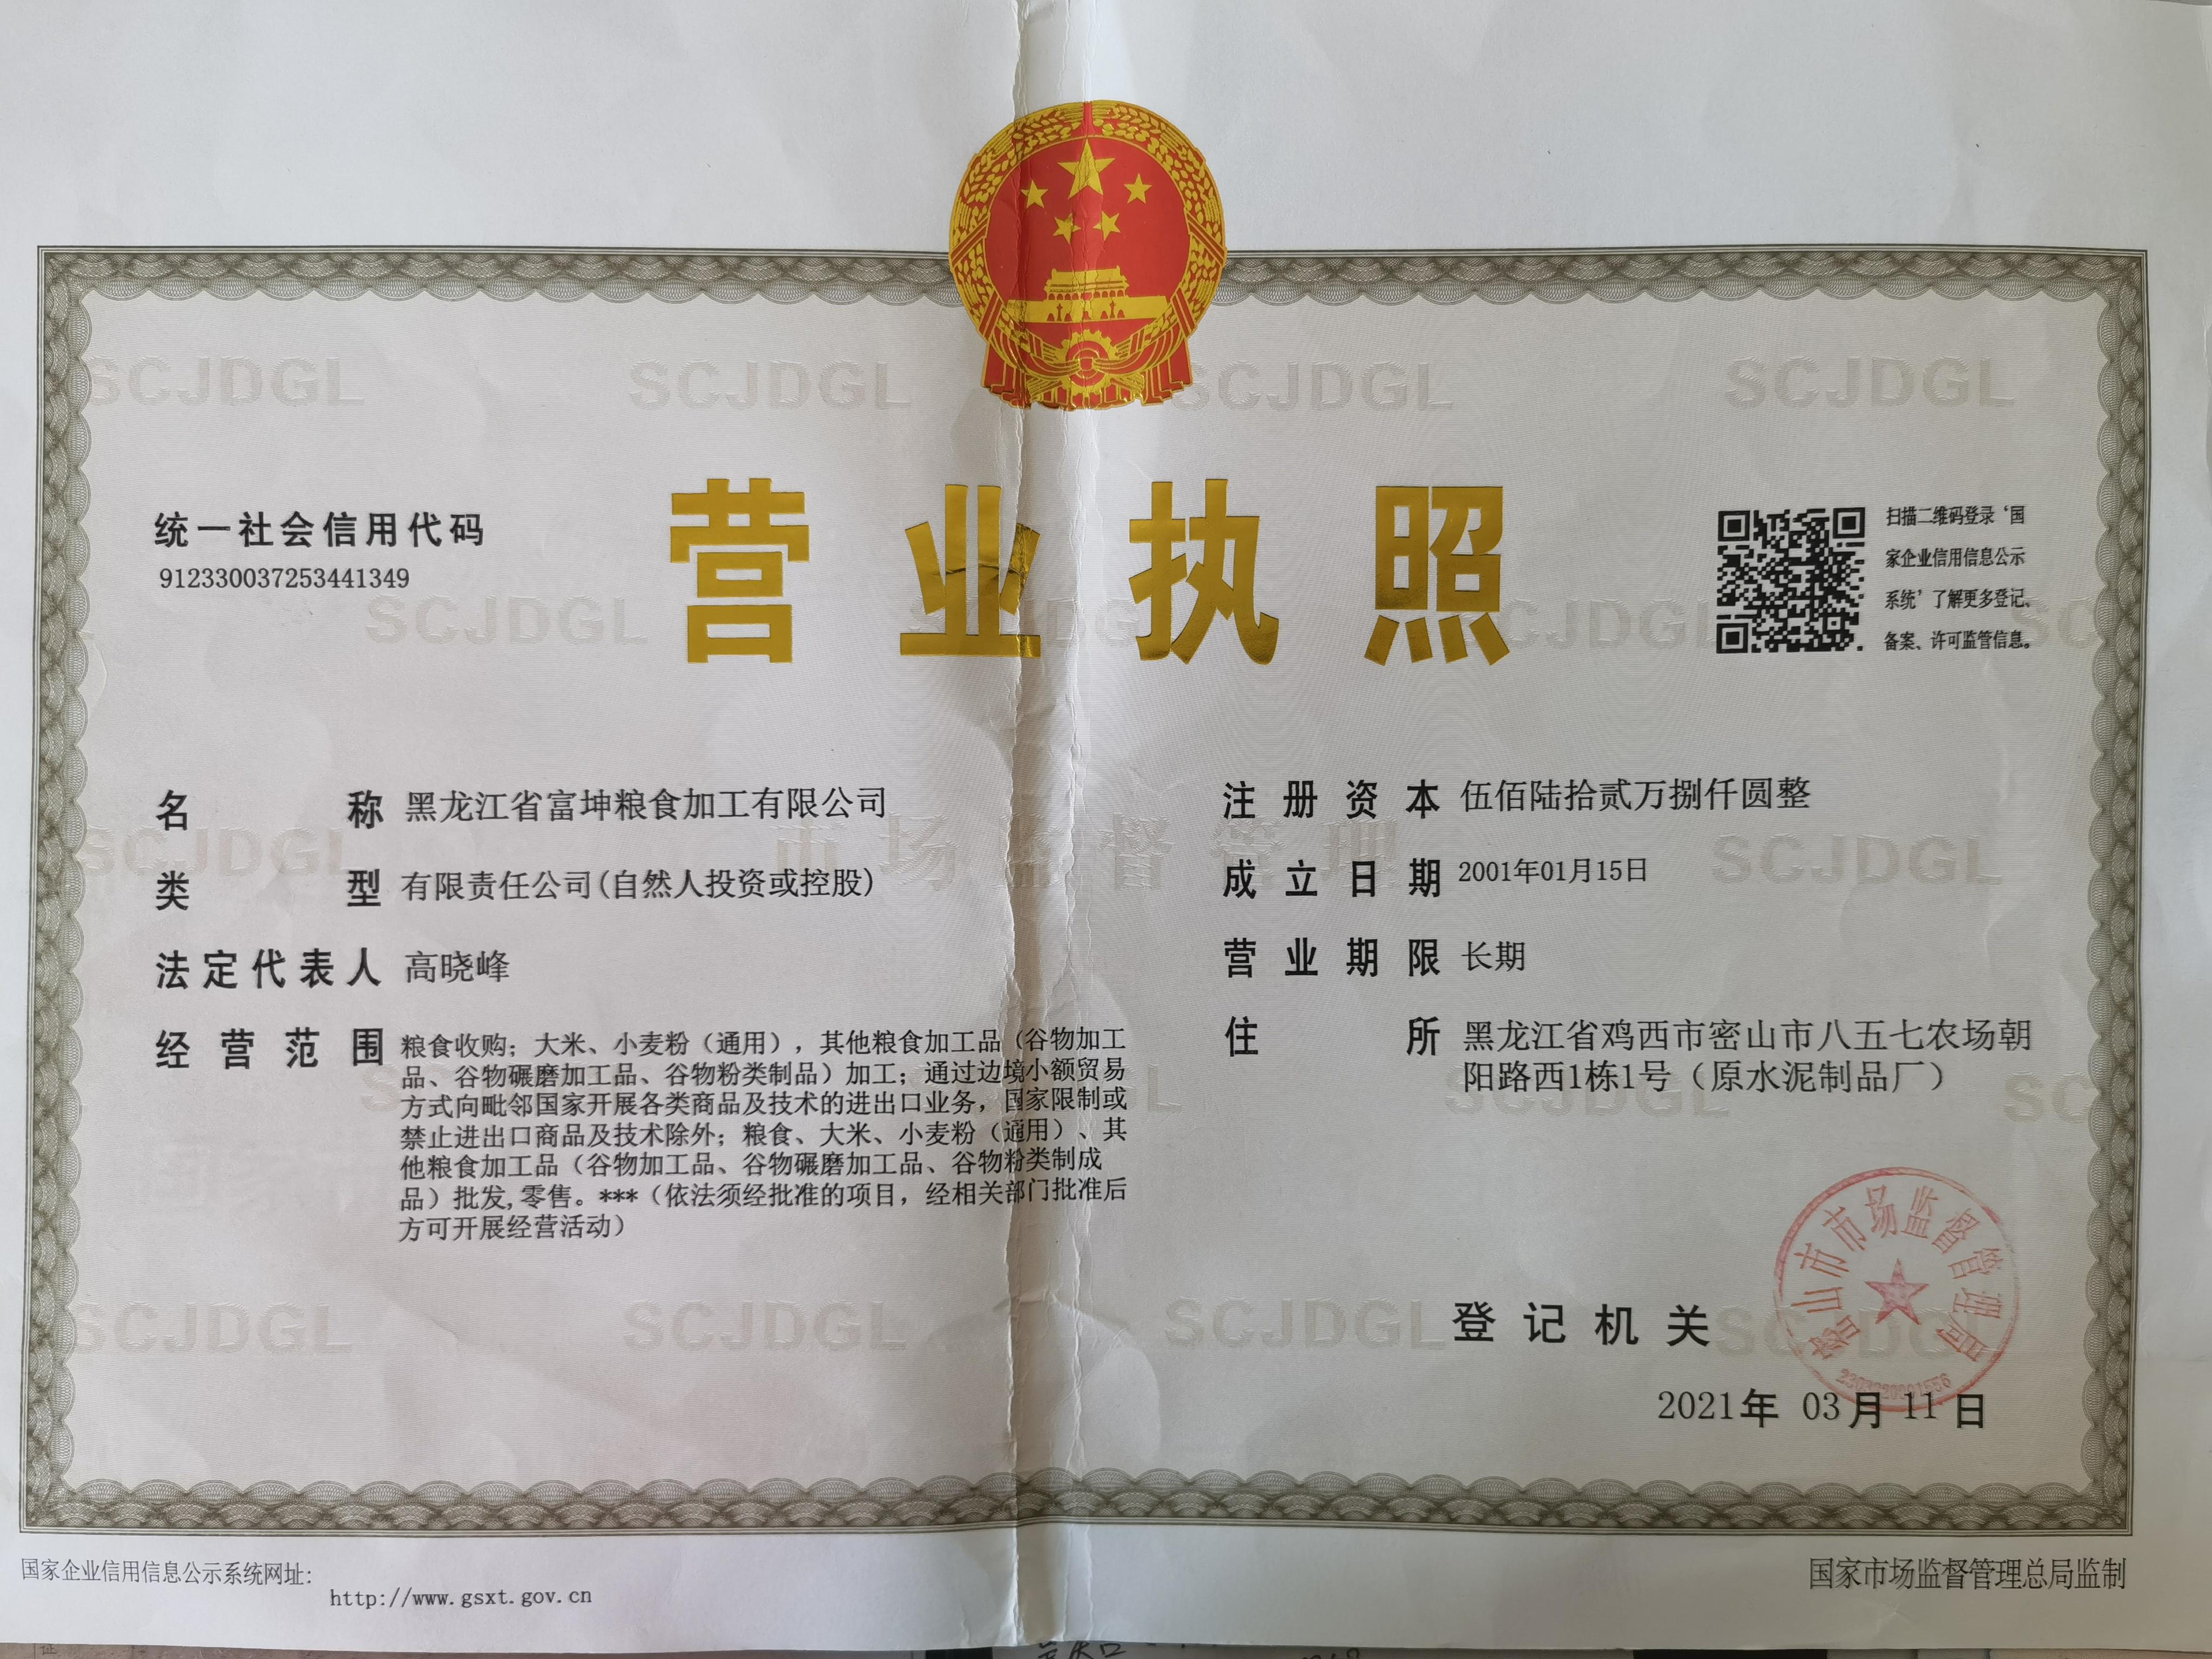 统一社会信用代码
912330037253441349
营业执照
扫描二维码登录‘国
家企业信用信息公示
系统’了解更多登记、
备案、许可监管信息。
名称 黑龙江省富坤粮食加工有限公司
类型 有限责任公司(自然人投资或控股)
法定代表人 高晓峰
经营范围 粮食收购；大米、小麦粉（通用），其他粮食加工品（谷物加工
品、谷物碾磨加工品、谷物粉类制品）加工；通过边境小额贸易
方式向毗邻国家开展各类商品及技术的进出口业务，国家限制或
禁止进出口商品及技术除外；粮食、大米、小麦粉（通用）、其
他粮食加工品（谷物加工品、谷物碾磨加工品、谷物粉类制成
品）批发,零售。***（依法须经批准的项目，经相关部门批准后
方可开展经营活动）
注册资本 伍佰陆拾贰万捌仟圆整
成立日期 2001年01月15日
营业期限 长期
住所 黑龙江省鸡西市密山市八五七农场朝
阳路西1栋1号（原水泥制品厂）
登记机关
密山市市场监督管理局
2021年 03月 11日
国家企业信用信息公示系统网址：
http://www.gsxt.gov.cn
国家市场监督管理总局监制
SCJDGL
市场监督管理